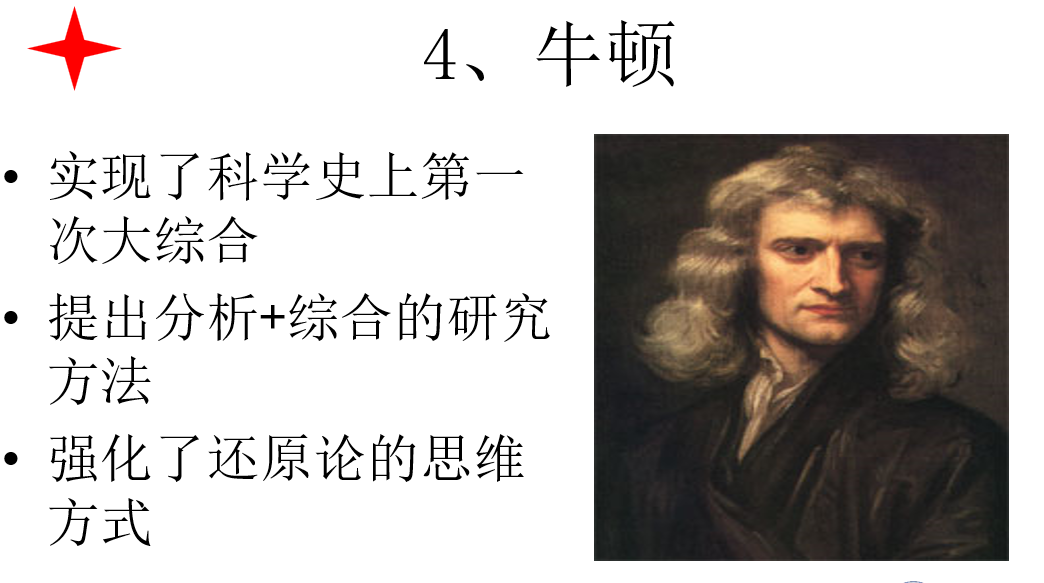 4、牛顿
• 实现了科学史上第一
次大综合
• 提出分析+综合的研究
方法
• 强化了还原论的思维
方式